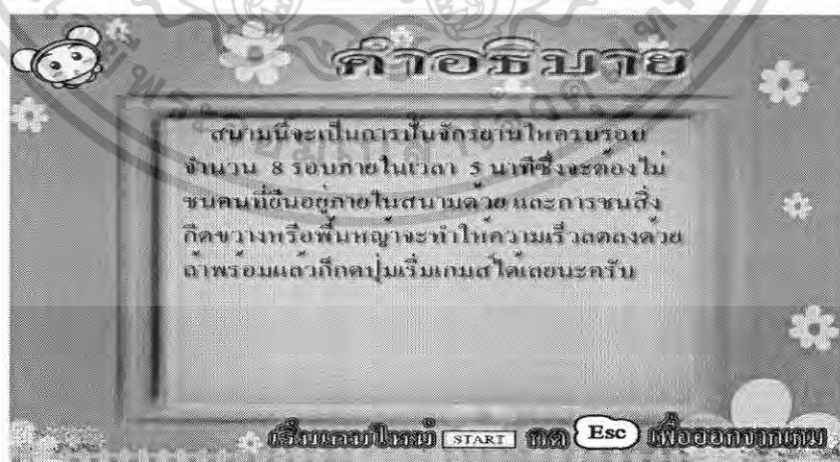 คำอธิบาย
สนามนี้จะเป็นการปั่นจักรยานให้ครบรอบ
จำนวน 8 รอบภายในเวลา 5 นาทีซึ่งจะต้องไม่
ชนคนที่ยืนอยู่ภายในสนามด้วย และการชนสิ่ง
กีดขวางหรือพื้นหญ้าจะทำให้ความเร็วลดลงด้วย
ถ้าพร้อมแล้วก็กดปุ่มเริ่มเกมส์ได้เลยนะครับ
เริ่มเกมใหม่ START กด Esc เพื่อออกจากเกม